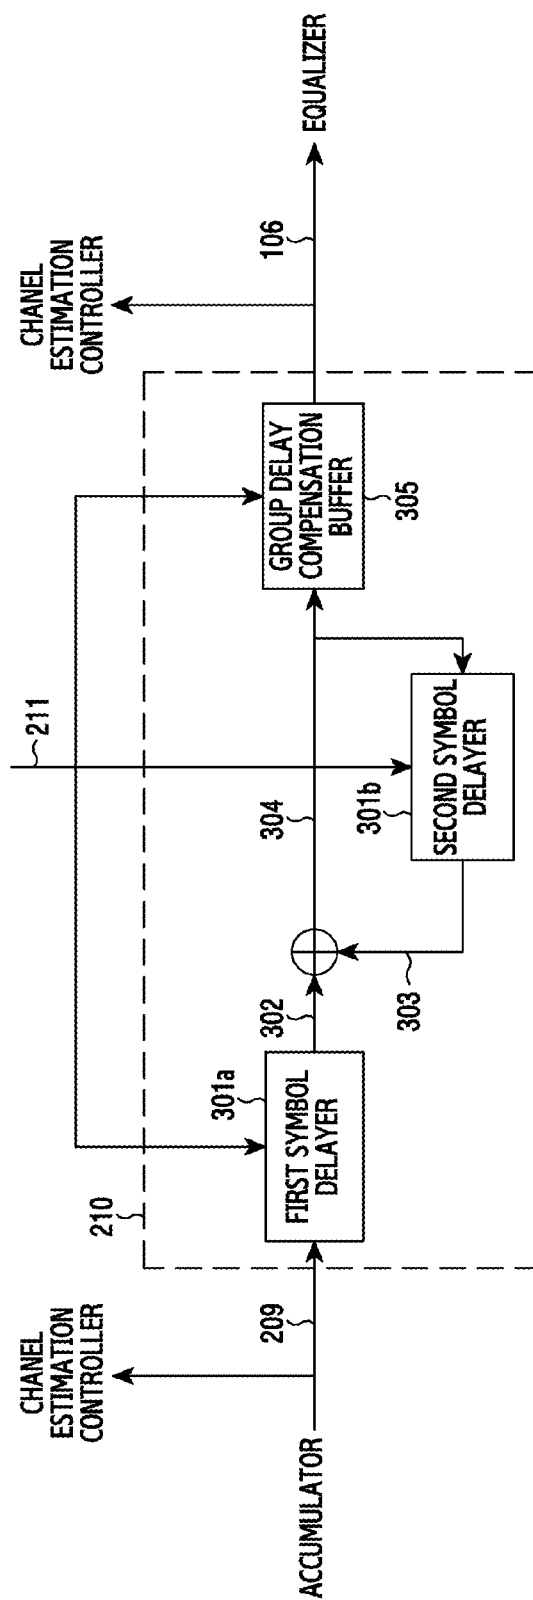 CHANEL
ESTIMATION
CONTROLLER
ACCUMULATOR
209
210
FIRST SYMBOL
DELAYER
301a
302
303
304
211
301b
SECOND SYMBOL
DELAYER
GROUP DELAY
COMPENSATION
BUFFER
305
CHANEL
ESTIMATION
CONTROLLER
106
EQUALIZER